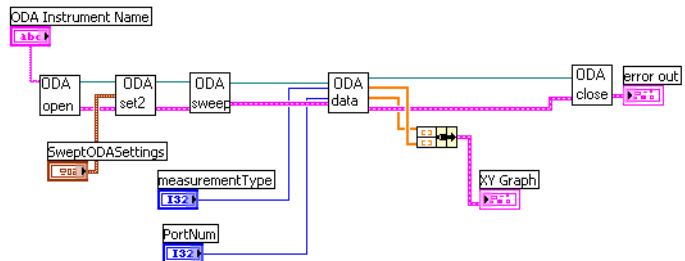 ODA Instrument Name
abc
ODA
open
ODA
set2
ODA
sweep
ODA
data
ODA
close
error out
SweptODASettings
measurementType
I32
XY Graph
PortNum
I32